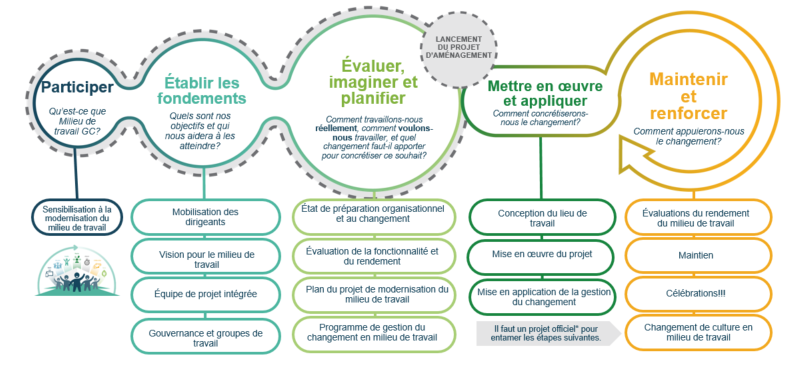 Participer
Qu'est-ce que
Milieu de
travail GC?
Établir les
fondements
Quels sont nos
objectifs et qui
nous aidera à les
atteindre?
Évaluer,
imaginer et
planifier
Comment travaillons-nous
réellement, comment voulons-
nous travailler, et quel
changement faut-il apporter
pour concrétiser ce souhait?
LANCEMENT
DU PROJET
D'AMÉNAGEMENT
Mettre en œuvre
et appliquer
Comment concrétiserons-
nous le changement?
Maintenir
et
renforcer
Comment appuierons-nous
le changement?
Sensibilisation à la
modernisation du
milieu de travail
Mobilisation des
dirigeants
Vision pour le milieu de
travail
Équipe de projet intégrée
Gouvernance et groupes de
travail
État de préparation organisationnel
et au changement
Évaluation de la fonctionnalité et
du rendement
Plan du projet de modernisation du
milieu de travail
Programme de gestion du
changement en milieu de travail
Conception du lieu de
travail
Mise en œuvre du projet
Mise en application de la gestion
du changement
Il faut un projet officiel" pour
entamer les étapes suivantes.
Évaluations du rendement
du milieu de travail
Maintien
Célébrations!!!
Changement de culture en
milieu de travail